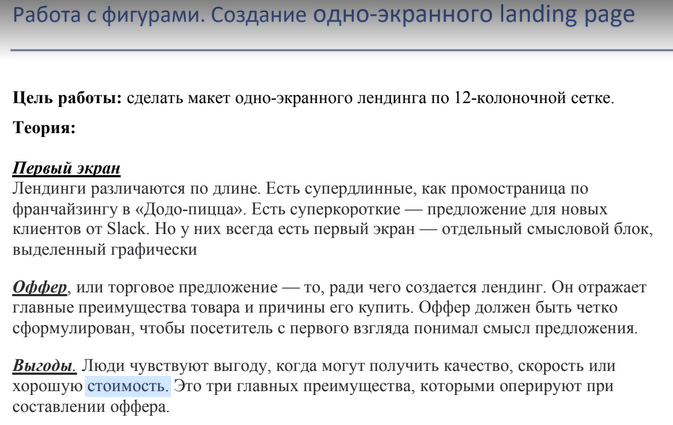 Работа с фигурами. Создание одно-экранного landing page
Цель работы: сделать макет одно-экранного лендинга по 12-колоночной сетке.
Теория:
Первый экран
Лендинги различаются по длине. Есть супердлинные, как промостраница по
франчайзингу в «Додо-пицца». Есть суперкороткие — предложение для новых
клиентов от Slack. Но у них всегда есть первый экран — отдельный смысловой блок,
выделенный графически
Оффер, или торговое предложение — то, ради чего создается лендинг. Он отражает
главные преимущества товара и причины его купить. Оффер должен быть четко
сформулирован, чтобы посетитель с первого взгляда понимал смысл предложения.
Выгоды. Люди чувствуют выгоду, когда могут получить качество, скорость или
хорошую стоимость. Это три главных преимущества, которыми оперируют при
составлении оффера.